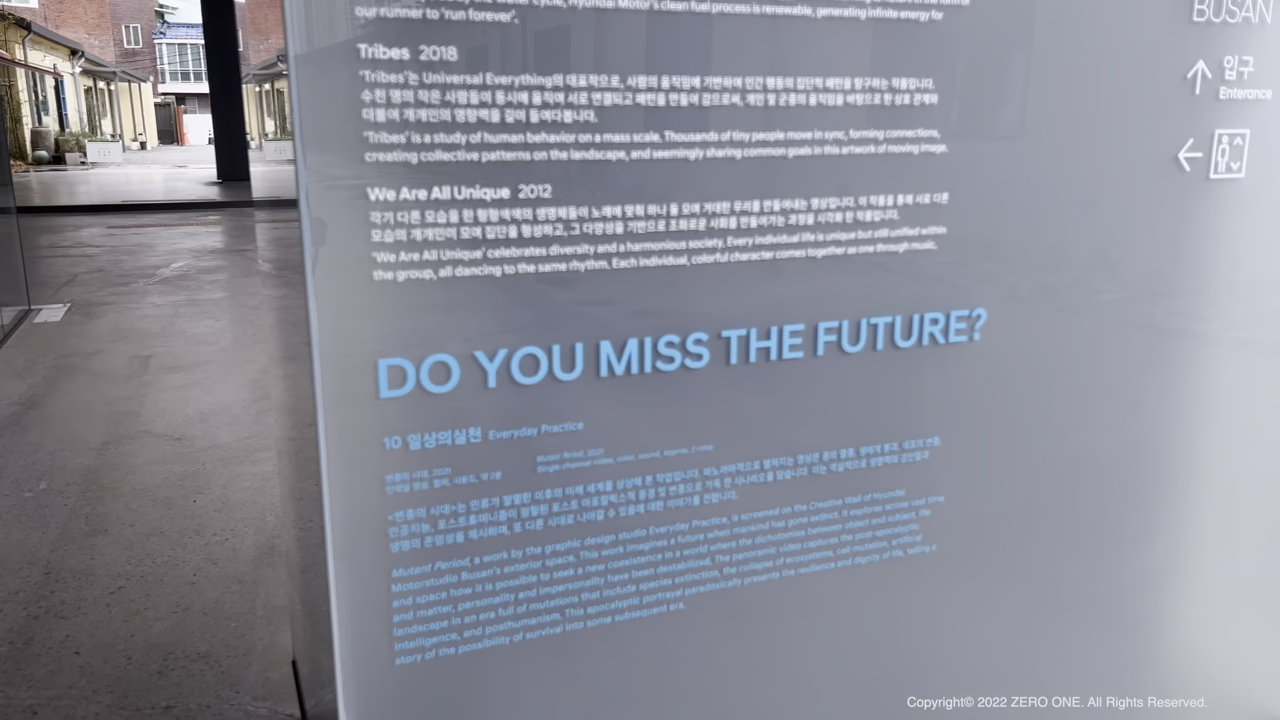 by the water cycle, Hyundai Motor's clean fuel process is renewable, generating infinite energy for
our runner to 'run forever'.
Tribes 2018
'Tribes'는 Universal Everything의 대표작으로, 사람의 움직임에 기반하여 인간 행동의 집단적 패턴을 탐구하는 작품입니다.
수천 명의 작은 사람들이 동시에 움직여 서로 연결되고 패턴을 만들어 감으로써, 개인 및 군중의 움직임을 바탕으로 한 상호 관계와
더불어 개개인의 영향력을 깊이 들여다봅니다.
'Tribes' is a study of human behavior on a mass scale. Thousands of tiny people move in sync, forming connections,
creating collective patterns on the landscape, and seemingly sharing common goals in this artwork of moving image.
We Are All Unique 2012
각기 다른 모습을 한 형형색색의 생명체들이 노래에 맞춰 하나 둘 모여 거대한 무리를 만들어내는 영상입니다. 이 작품을 통해 서로 다른
모습의 개개인이 모여 집단을 형성하고, 그 다양성을 기반으로 조화로운 사회를 만들어가는 과정을 시각화 한 작품입니다.
'We Are All Unique' celebrates diversity and a harmonious society. Every individual life is unique but still unified within
the group, all dancing to the same rhythm. Each individual, colorful character comes together as one through music.
DO YOU MISS THE FUTURE?
10 일상의실천 Everyday Practice
변종의 시대, 2021
Mutant Period, 2021
Single-channel video, color, sound, Approx. 2 mins
<변종의 시대>는 인류가 멸망한 이후의 미래 세계를 상상해 본 작업입니다. 파노라마적으로 펼쳐지는 영상은 종의 멸종, 생태계 붕괴, 세포의 변종,
인공지능, 포스트휴머니즘이 점철된 포스트 아포칼립스적 풍경 및 변종으로 가득 찬 시나리오를 담습니다. 이는 역설적으로 생명력의 강인함과
생명의 존엄성을 제시하며, 또 다른 시대로 나아갈 수 있음에 대한 이야기를 전합니다.
Mutant Period, a work by the graphic design studio Everyday Practice, is screened on the Creative Wall of Hyundai
Motorstudio Busan's exterior space. This work imagines a future when mankind has gone extinct. It explores across vast time
and space how it is possible to seek a new coexistence in a world where the dichotomies between object and subject, life
and matter, personality and impersonality have been destabilized. The panoramic video captures the post-apocalyptic
landscape in an era full of mutations that include species extinction, the collapse of ecosystems, cell mutation, artificial
intelligence, and posthumanism. This apocalyptic portrayal paradoxically presents the resilience and dignity of life, telling a
story of the possibility of survival into some subsequent era.
BUSAN
입구
Enterance
Copyright© 2022 ZERO ONE. All Rights Reserved.